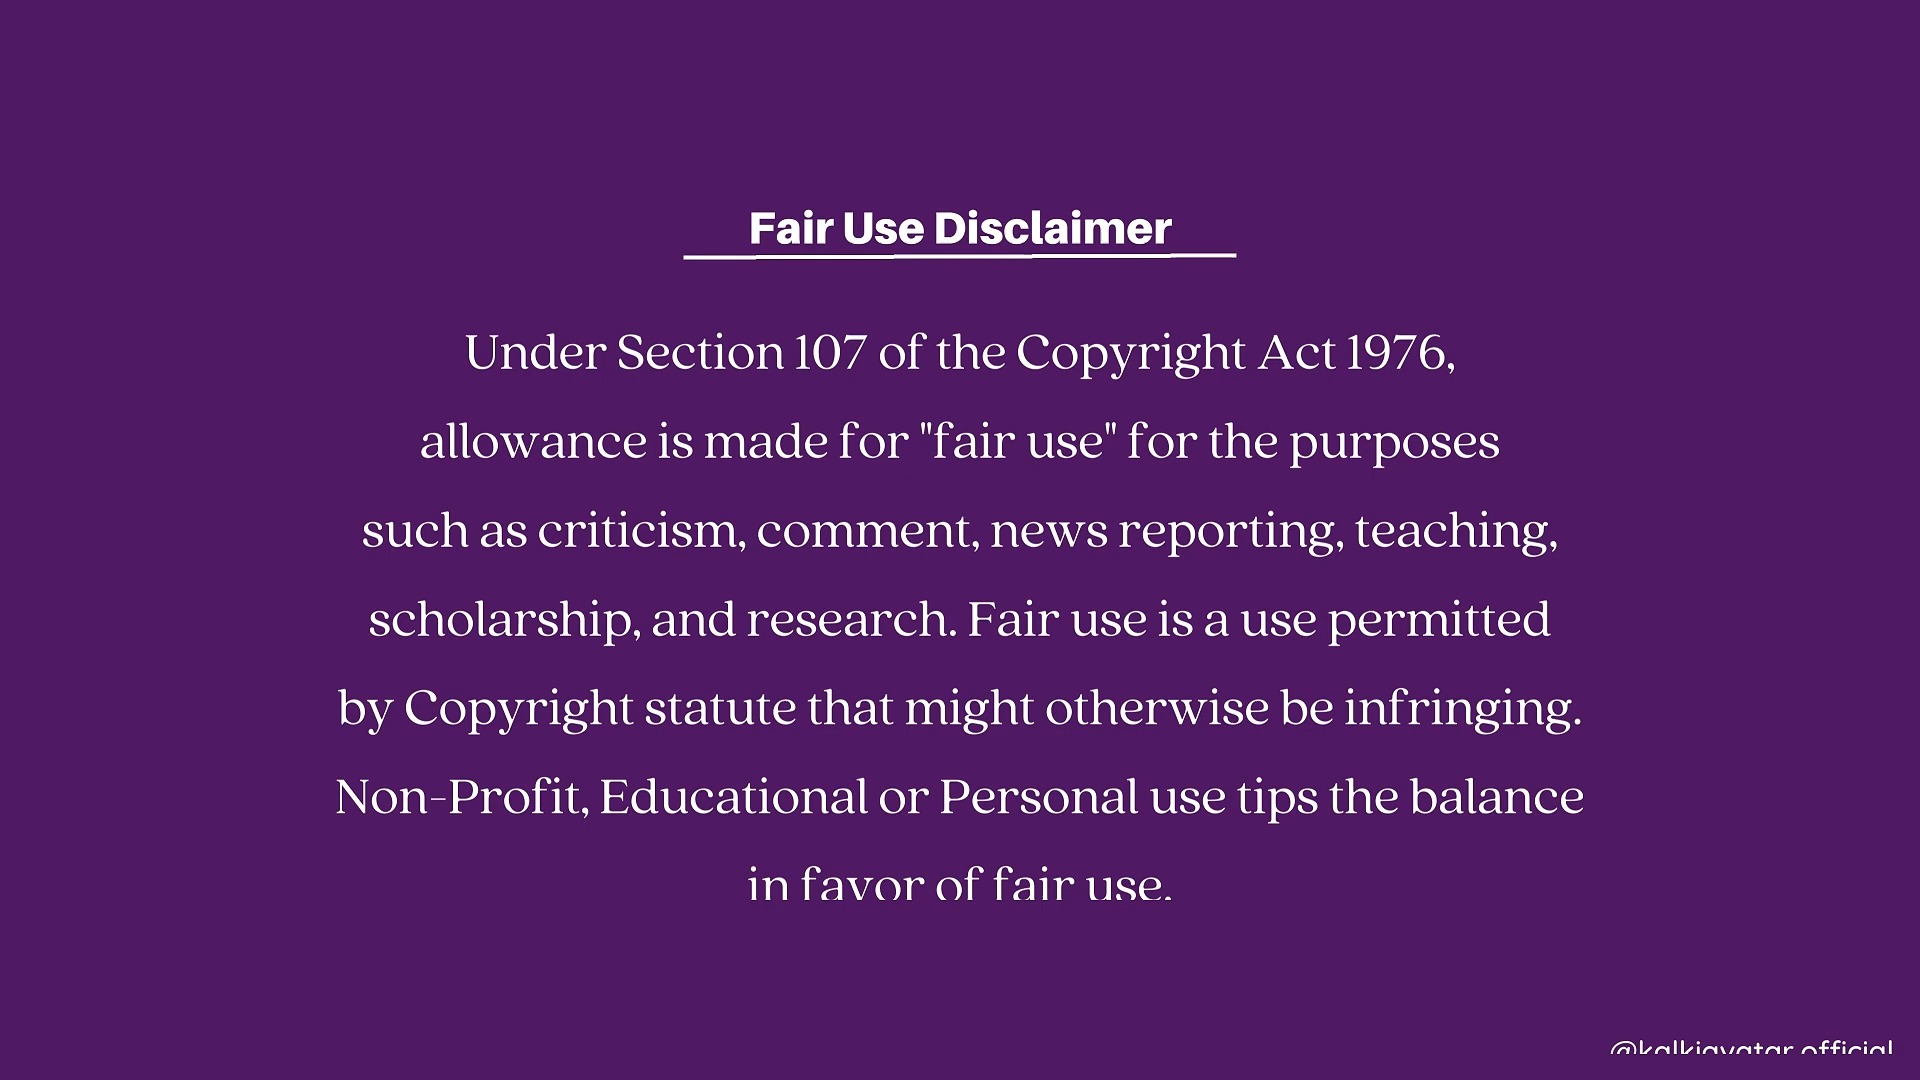 Fair Use Disclaimer
Under Section 107 of the Copyright Act 1976,
allowance is made for "fair use" for the purposes
such as criticism, comment, news reporting, teaching,
scholarship, and research. Fair use is a use permitted
by Copyright statute that might otherwise be infringing.
Non-Profit, Educational or Personal use tips the balance
in favor of fair use.
@kalkiavatar.official